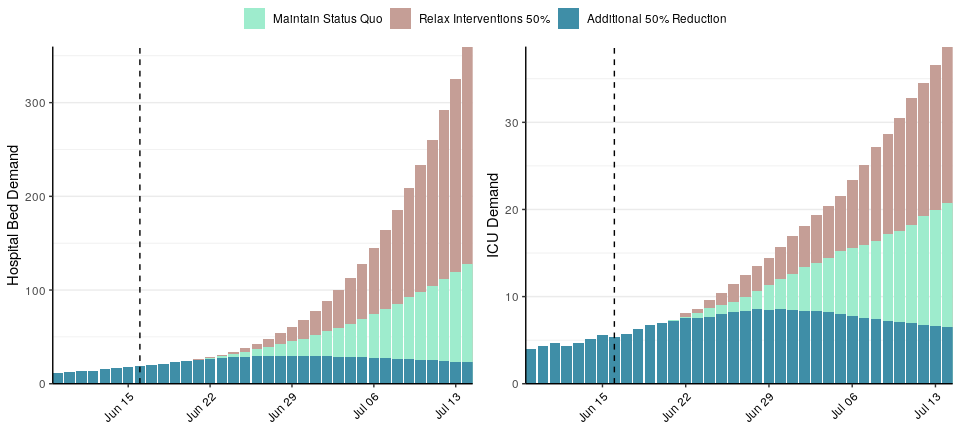 Maintain Status Quo Relax Interventions 50% Additional 50% Reduction
Hospital Bed Demand
300
200
100
0
Jun 15 Jun 22 Jun 29 Jul 06 Jul 13
ICU Demand
30
20
10
0
Jun 15 Jun 22 Jun 29 Jul 06 Jul 13